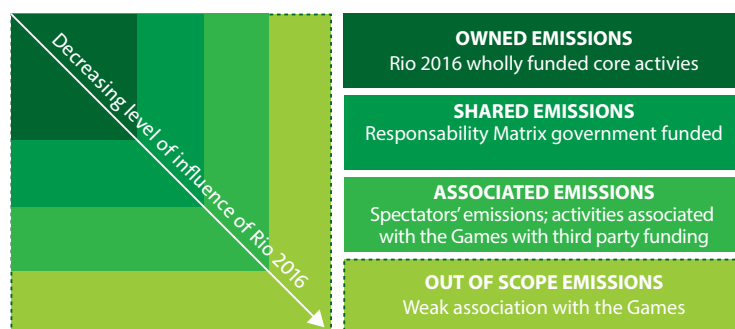 Decreasing level of influence of Rio 2016
OWNED EMISSIONS
Rio 2016 wholly funded core activies
SHARED EMISSIONS
Responsability Matrix government funded
ASSOCIATED EMISSIONS
Spectators' emissions; activities associated
with the Games with third party funding
OUT OF SCOPE EMISSIONS
Weak association with the Games